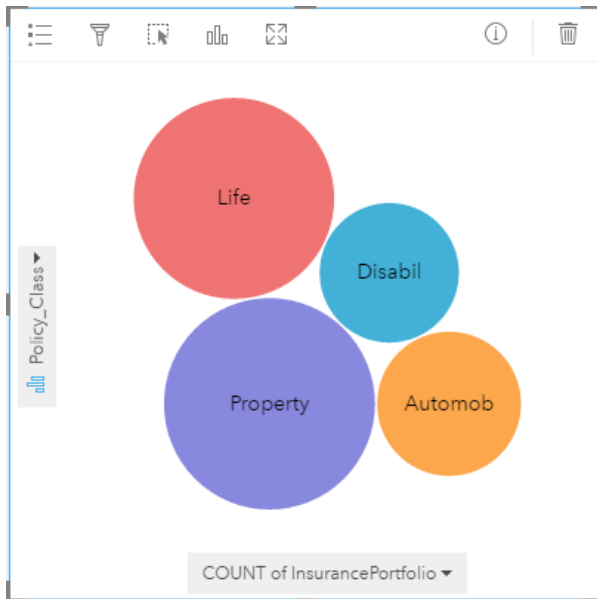 Life
Disabil
Policy_Class
Property
Automob
COUNT of InsurancePortfolio